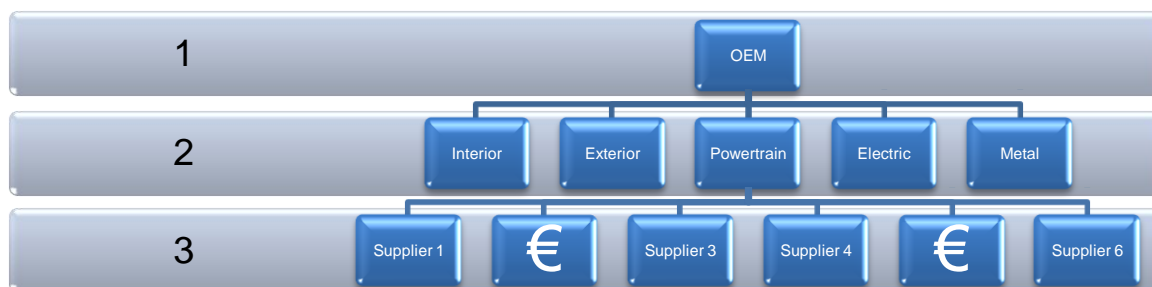 1
OEM
2
Interior
Exterior
Powertrain
Electric
Metal
3
Supplier 1
€
Supplier 3
Supplier 4
€
Supplier 6